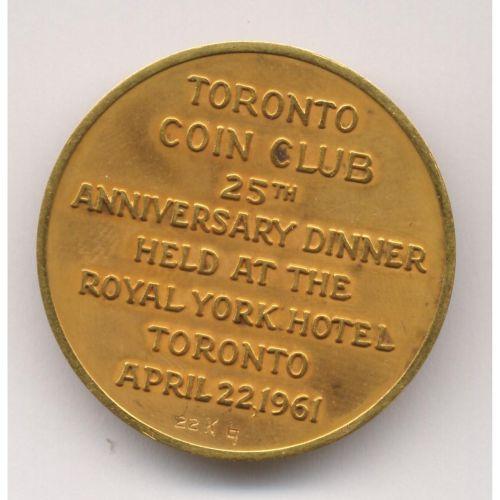 TORONTO
COIN CLUB
25TH
ANNIVERSARY DINNER
HELD AT THE
ROYAL YORK HOTEL
TORONTO
APRIL 22,1961
22K